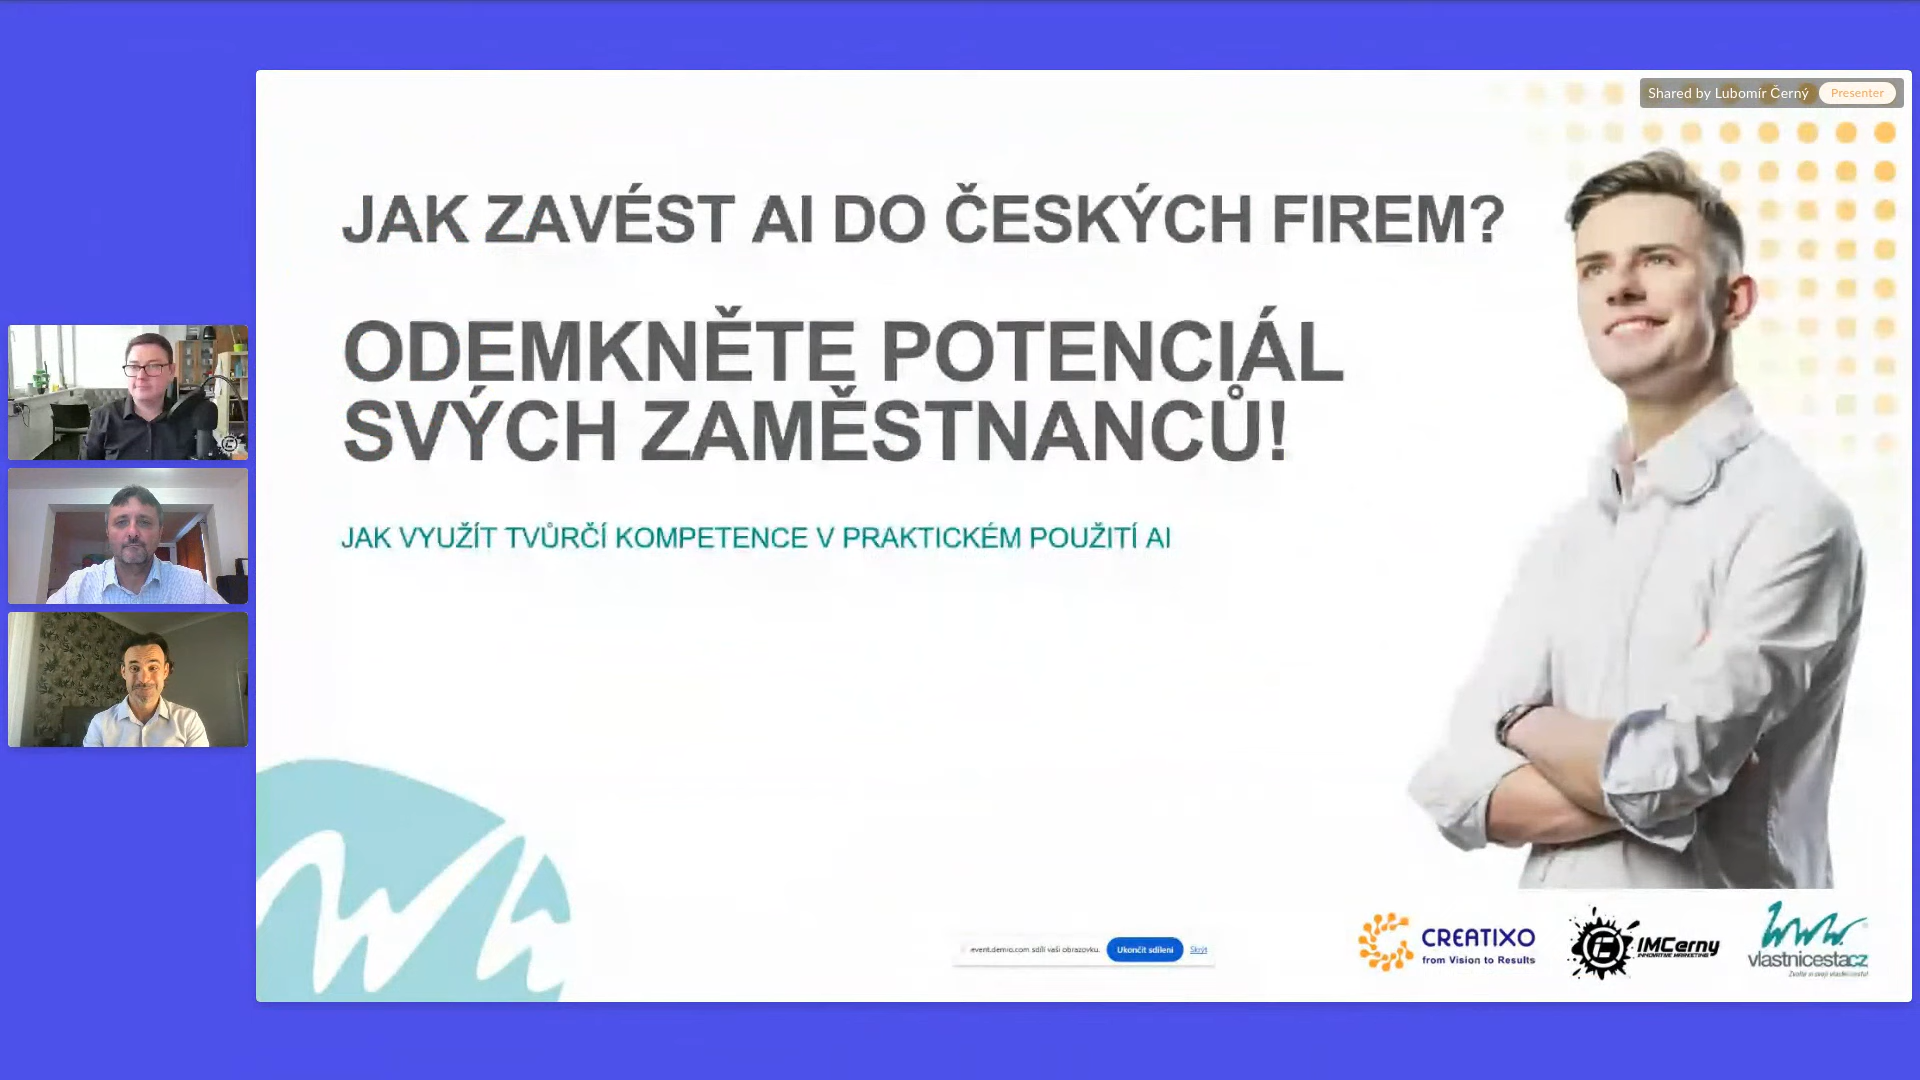 Shared by Lubomír Černý Presenter
JAK ZAVÉST AI DO ČESKÝCH FIREM?
ODEMKNĚTE POTENCIÁL
SVÝCH ZAMĚSTNANCŮ!
JAK VYUŽÍT TVŮRČÍ KOMPETENCE V PRAKTICKÉM POUŽITÍ AI
event.demio.com sdílí vaši obrazovku. Ukončit sdílení Skrýt
CREATIXO
from Vision to Results
IMCerny
INNOVATIVE MARKETING
vlastnicestacz